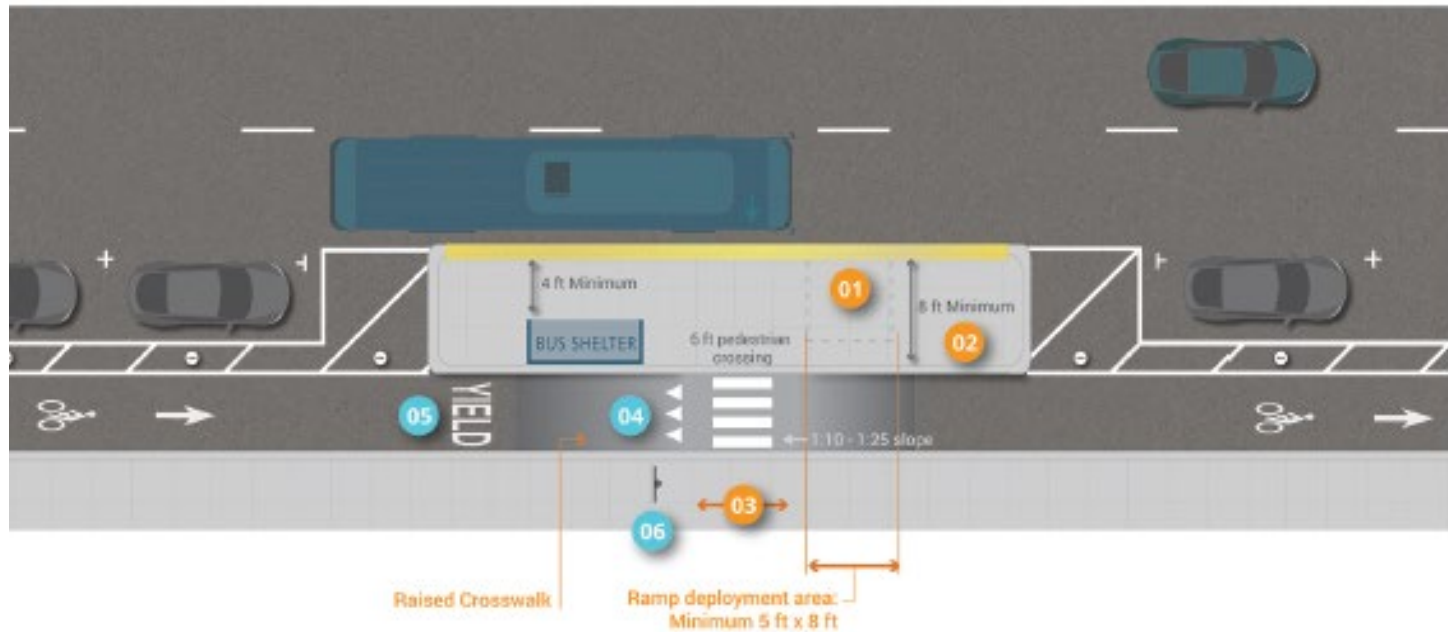 4 ft Minimum
01
8 ft Minimum
BUS SHELTER
6 ft pedestrian
crossing
02
05
YIELD
04
1:10 - 1:25 slope
03
06
Raised Crosswalk
Ramp deployment area:
Minimum 5 ft x 8 ft